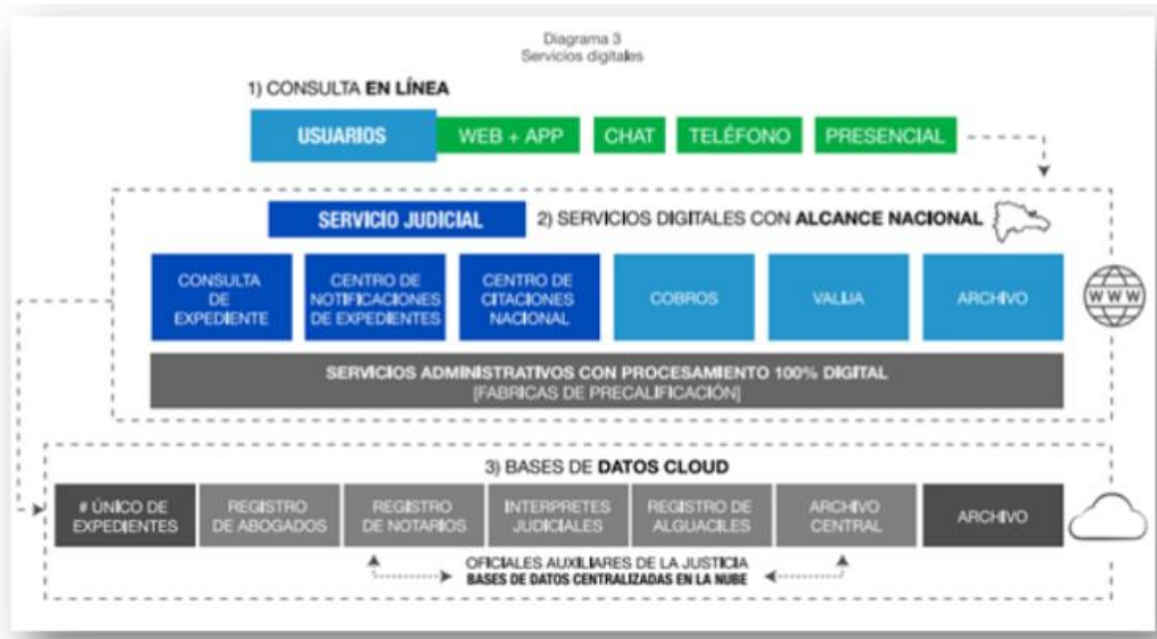 Diagrama 3
Servicios digitales
1) CONSULTA EN LÍNEA
USUARIOS
WEB + APP
CHAT
TELÉFONO
PRESENCIAL
SERVICIO JUDICIAL
2) SERVICIOS DIGITALES CON ALCANCE NACIONAL
CONSULTA
DE
EXPEDIENTE
CENTRO DE
NOTIFICACIONES
DE EXPEDIENTES
CENTRO DE
CITACIONES
NACIONAL
COBROS
VALIJA
ARCHIVO
WWW
SERVICIOS ADMINISTRATIVOS CON PROCESAMIENTO 100% DIGITAL
[FABRICAS DE PRECALIFICACIÓN]
3) BASES DE DATOS CLOUD
# ÚNICO DE
EXPEDIENTES
REGISTRO
DE ABOGADOS
REGISTRO
DE NOTARIOS
INTERPRETES
JUDICIALES
REGISTRO DE
ALGUACILES
ARCHIVO
CENTRAL
ARCHIVO
OFICIALES AUXILIARES DE LA JUSTICIA
BASES DE DATOS CENTRALIZADAS EN LA NUBE